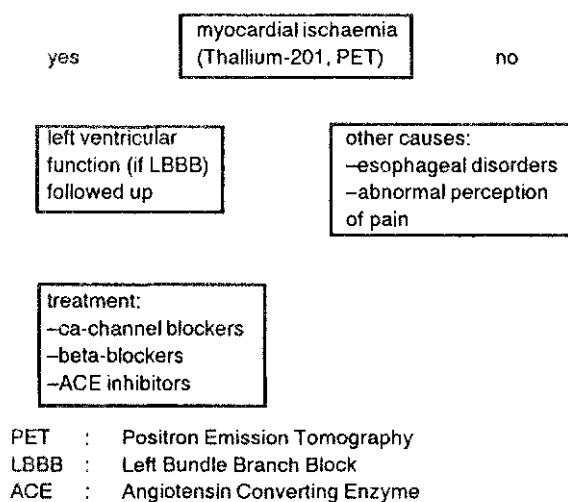 myocardial ischaemia
yes (Thallium-201, PET) no
left ventricular
function (if LBBB)
followed up
other causes:
–esophageal disorders
–abnormal perception
of pain
treatment:
–ca-channel blockers
–beta-blockers
–ACE inhibitors
PET : Positron Emission Tomography
LBBB : Left Bundle Branch Block
ACE : Angiotensin Converting Enzyme